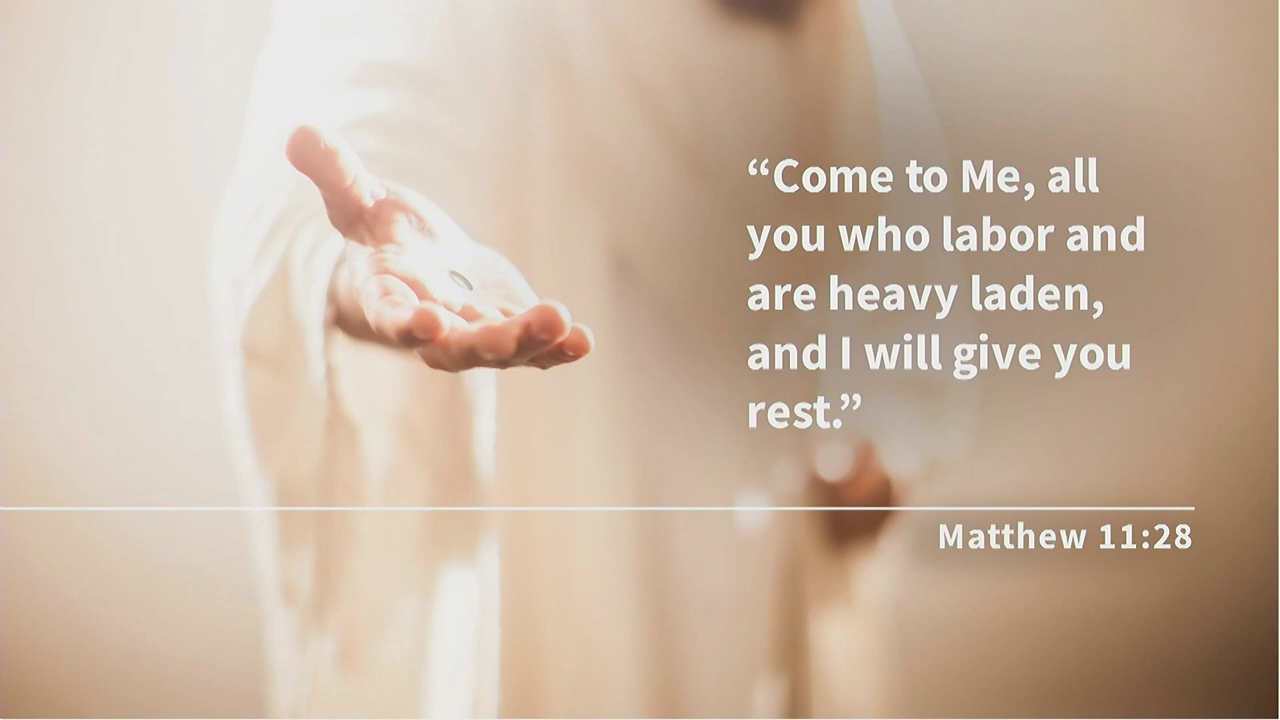 “Come to Me, all
you who labor and
are heavy laden,
and I will give you
rest.”
Matthew 11:28